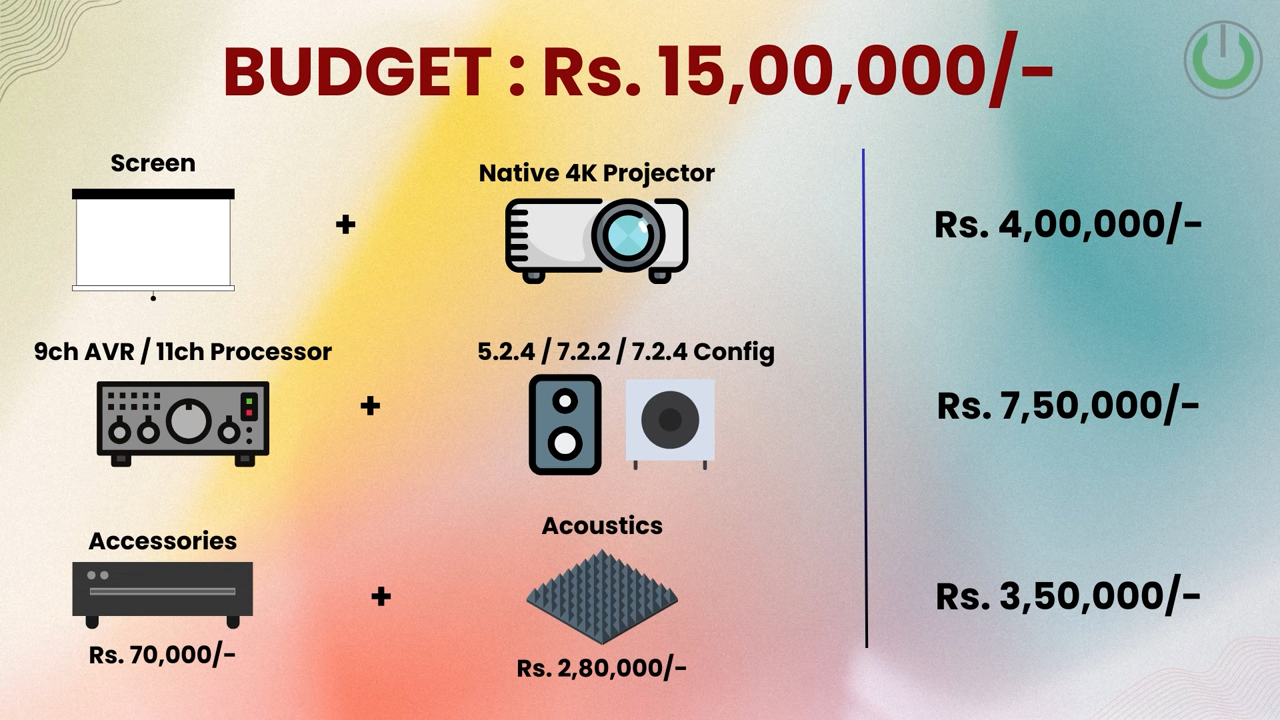 BUDGET : Rs. 15,00,000/-
Screen
+
Native 4K Projector
Rs. 4,00,000/-
9ch AVR / 11ch Processor
+
5.2.4 / 7.2.2 / 7.2.4 Config
Rs. 7,50,000/-
Accessories
Rs. 70,000/-
+
Acoustics
Rs. 2,80,000/-
Rs. 3,50,000/-